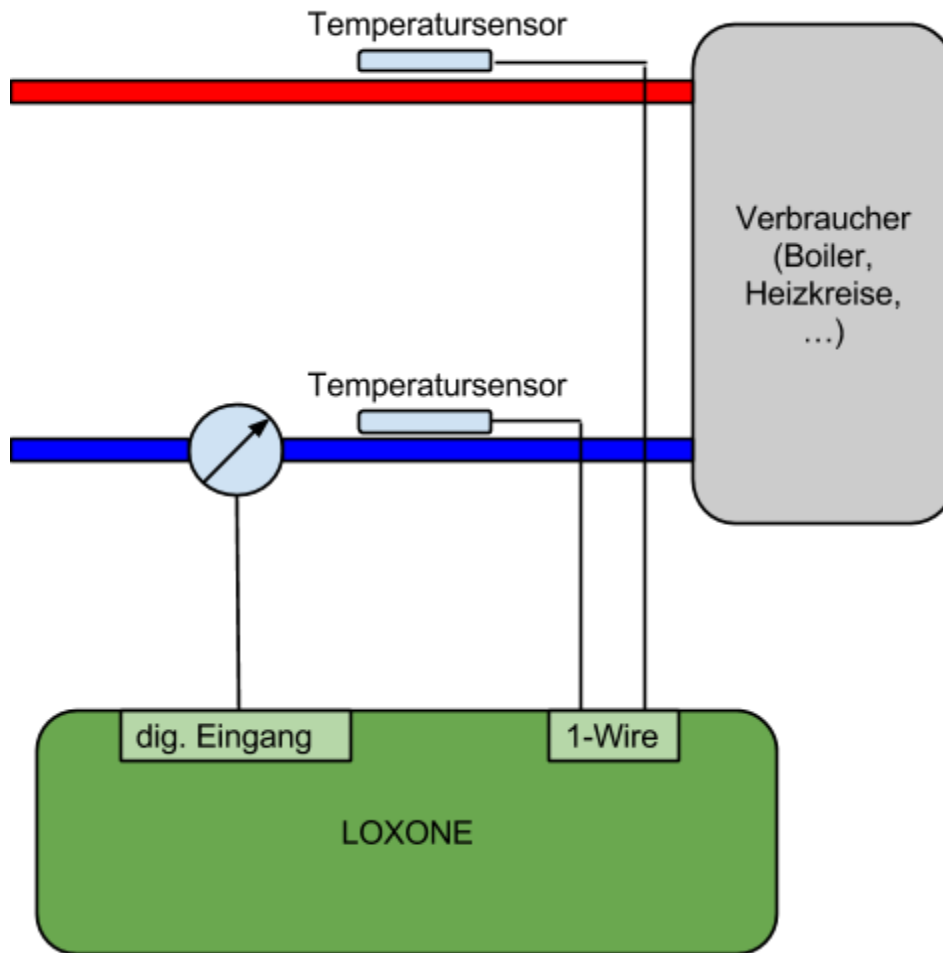 Temperatursensor
Verbraucher
(Boiler,
Heizkreise,
…)
Temperatursensor
dig. Eingang
1-Wire
LOXONE